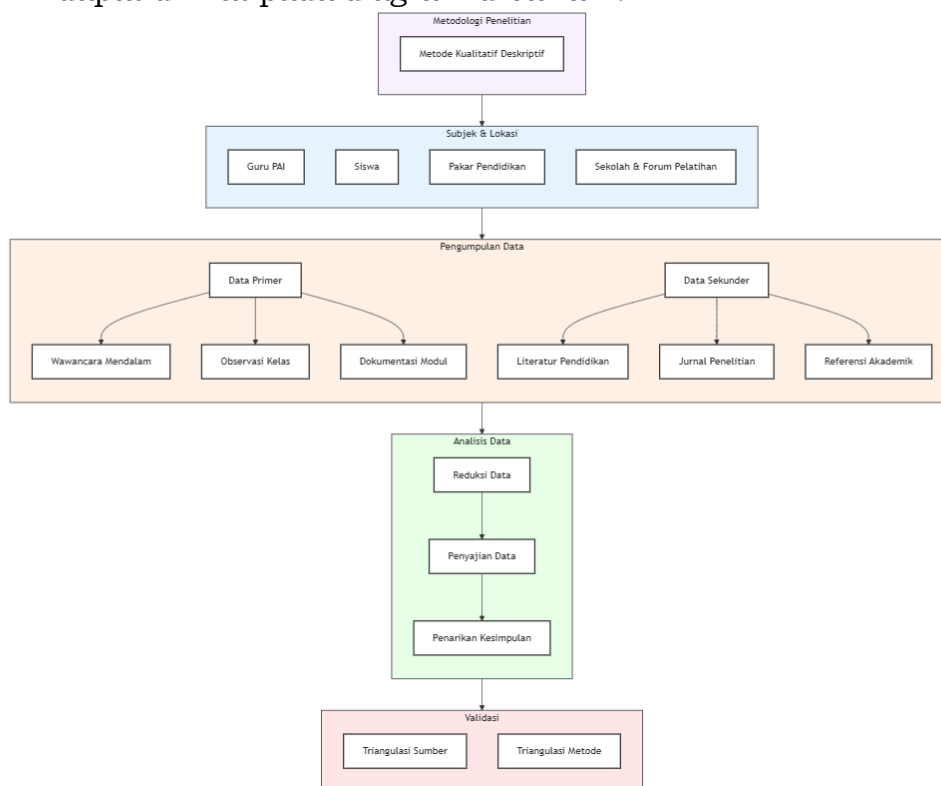 Metodologi Penelitian
Metode Kualitatif Deskriptif
Subjek & Lokasi
Guru PAI
Siswa
Pakar Pendidikan
Sekolah & Forum Pelatihan
Pengumpulan Data
Data Primer
Data Sekunder
Wawancara Mendalam
Observasi Kelas
Dokumentasi Modul
Literatur Pendidikan
Jurnal Penelitian
Referensi Akademik
Analisis Data
Reduksi Data
Penyajian Data
Penarikan Kesimpulan
Validasi
Triangulasi Sumber
Triangulasi Metode